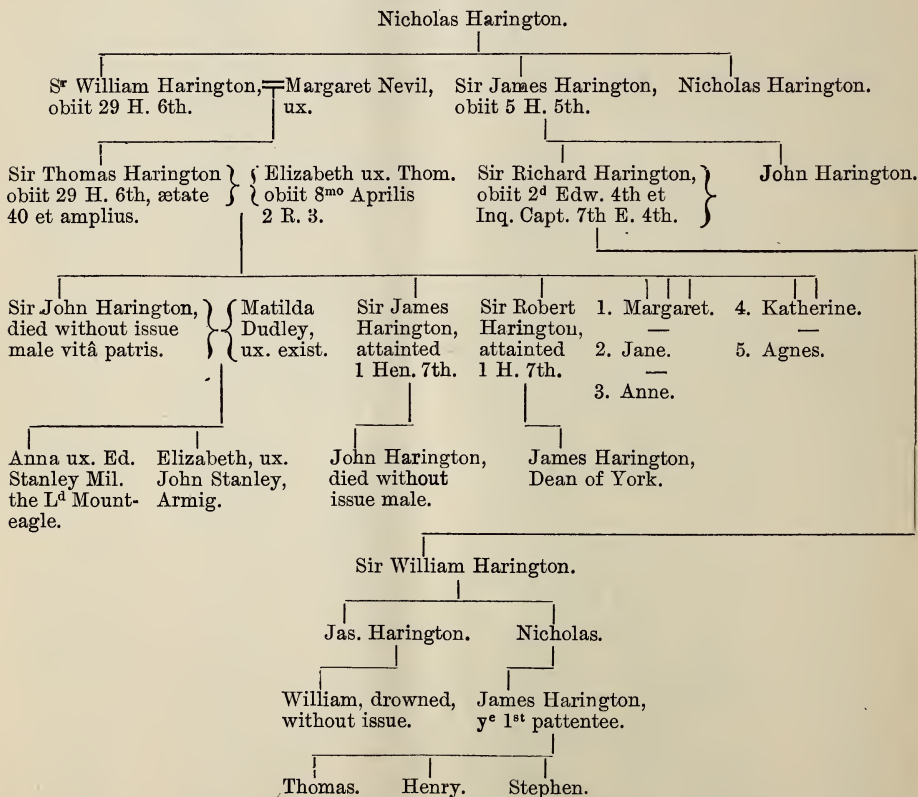 Nicholas Harington.
Sʳ William Harington,
obiit 29 H. 6th.
Margaret Nevil,
ux.
Sir James Harington,
obiit 5 H. 5th.
Nicholas Harington.
Sir Thomas Harington
obiit 29 H. 6th, ætate
40 et amplius.
Elizabeth ux. Thom.
obiit 8ᵐᵒ Aprilis
2 R. 3.
Sir Richard Harington,
obiit 2ᵈ Edw. 4th et
Inq. Capt. 7th E. 4th.
John Harington.
Sir John Harington,
died without issue
male vitâ patris.
Matilda
Dudley,
ux. exist.
Sir James
Harington,
attainted
1 Hen. 7th.
Sir Robert
Harington,
attainted
1 H. 7th.
1. Margaret.
2. Jane.
3. Anne.
4. Katherine.
5. Agnes.
Anna ux. Ed.
Stanley Mil.
the Lᵈ Mount-
eagle.
Elizabeth, ux.
John Stanley,
Armig.
John Harington,
died without
issue male.
James Harington,
Dean of York.
Sir William Harington.
Jas. Harington.
Nicholas.
William, drowned,
without issue.
James Harington,
yᵉ 1ˢᵗ pattentee.
Thomas.
Henry.
Stephen.